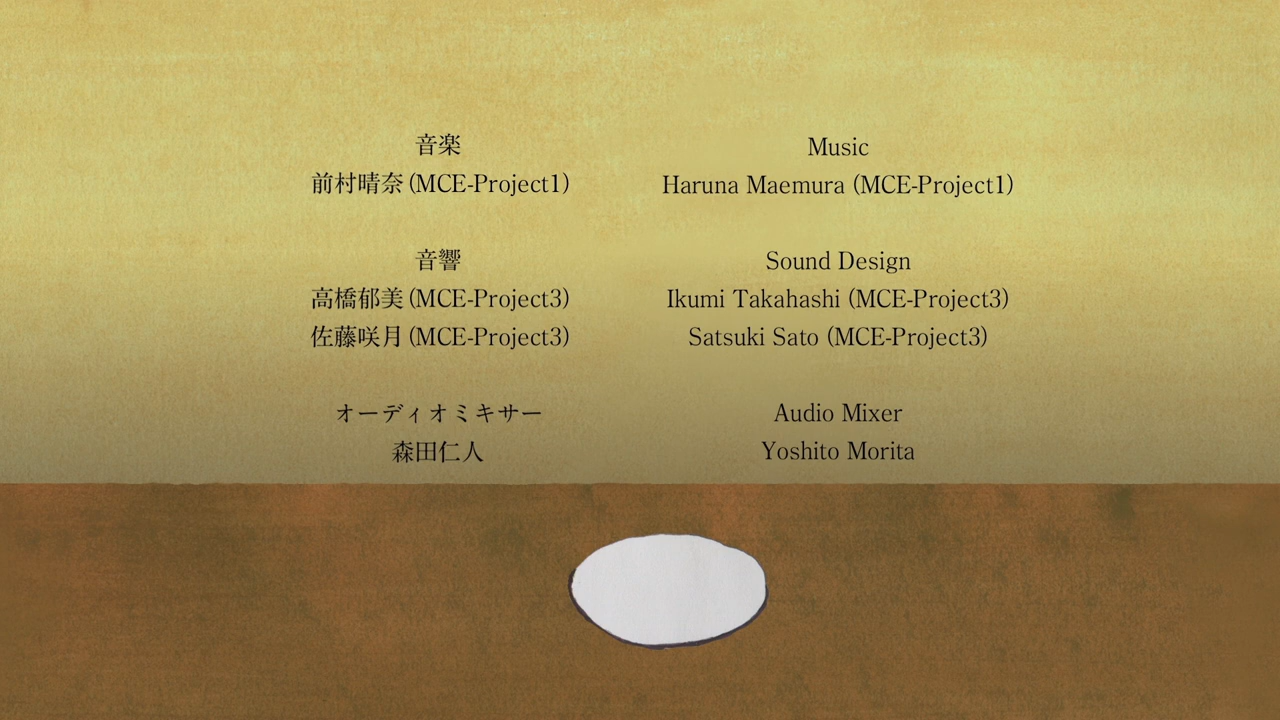 音楽
前村晴奈 (MCE-Project1)
音響
高橋郁美 (MCE-Project3)
佐藤咲月 (MCE-Project3)
オーディオミキサー
森田仁人
Music
Haruna Maemura (MCE-Project1)
Sound Design
Ikumi Takahashi (MCE-Project3)
Satsuki Sato (MCE-Project3)
Audio Mixer
Yoshito Morita